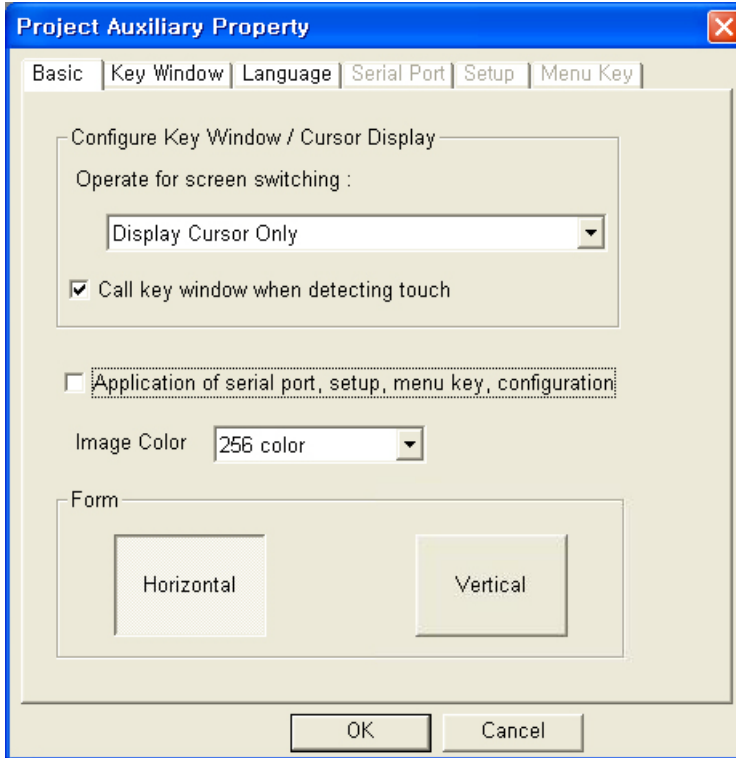 Project Auxiliary Property
Basic Key Window Language Serial Port Setup Menu Key
Configure Key Window / Cursor Display
Operate for screen switching :
Display Cursor Only
Call key window when detecting touch
Application of serial port, setup, menu key, configuration
Image Color 256 color
Form
Horizontal Vertical
OK Cancel